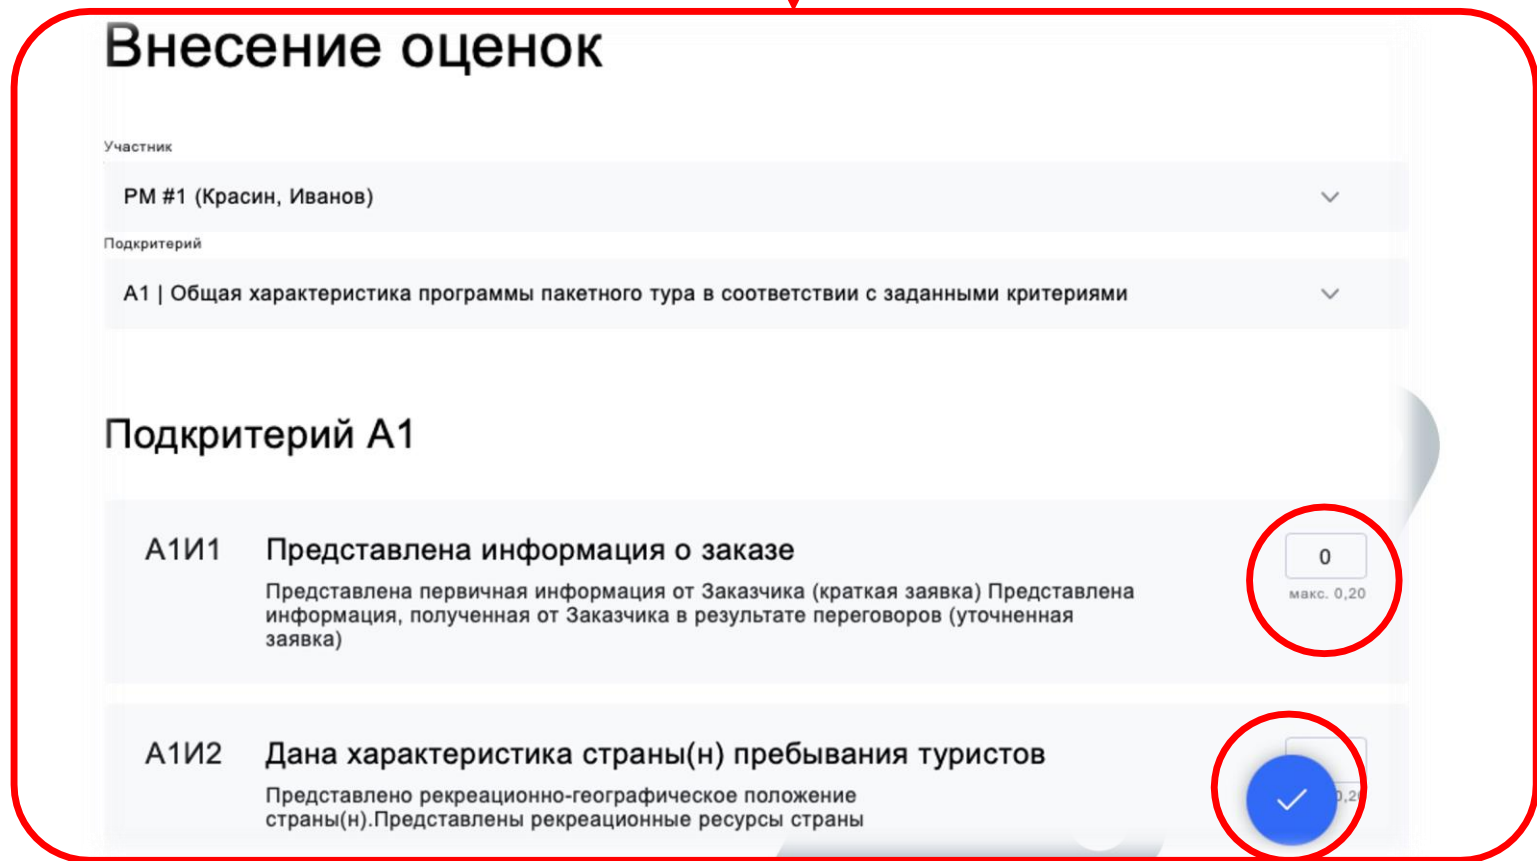 Внесение оценок
Участник
РМ #1 (Красин, Иванов)
Подкритерий
А1 | Общая характеристика программы пакетного тура в соответствии с заданными критериями
Подкритерий А1
А1И1
Представлена информация о заказе
0
Представлена первичная информация от Заказчика (краткая заявка) Представлена
макс. 0,20
информация, полученная от Заказчика в результате переговоров (уточненная
заявка)
А1И2
Дана характеристика страны(н) пребывания туристов
Представлено рекреационно-географическое положение
страны(н).Представлены рекреационные ресурсы страны